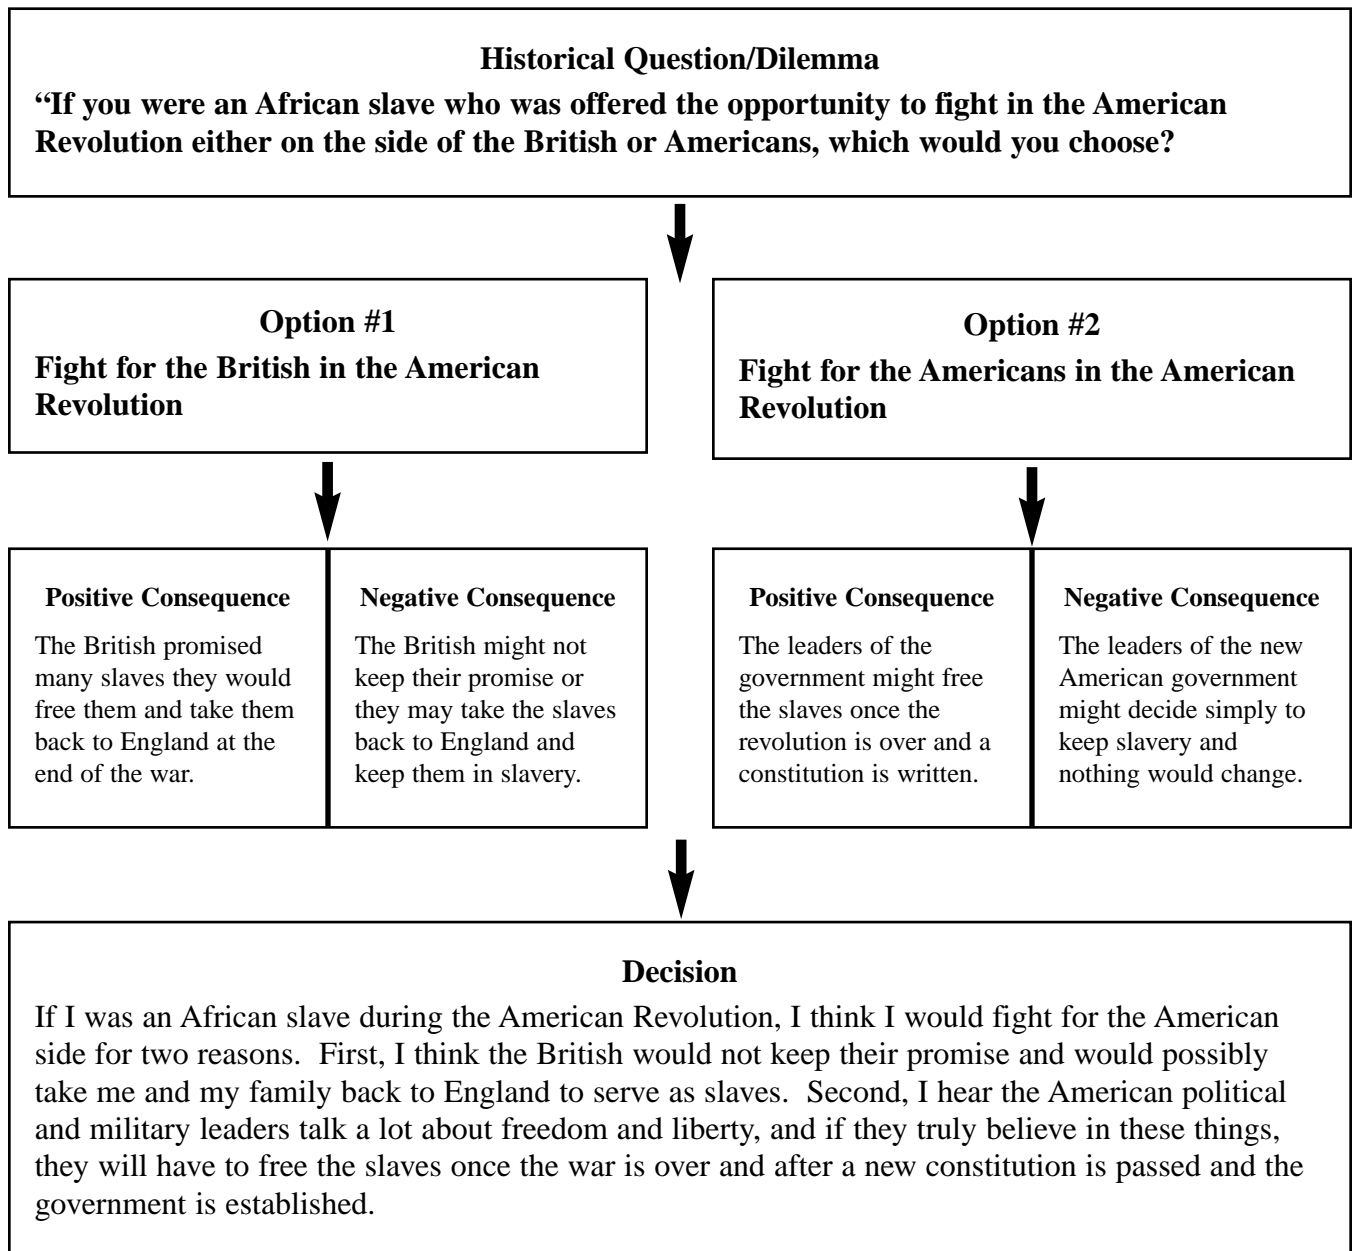 Historical Question/Dilemma
“If you were an African slave who was offered the opportunity to fight in the American
Revolution either on the side of the British or Americans, which would you choose?
Option #1
Fight for the British in the American
Revolution
Option #2
Fight for the Americans in the American
Revolution
Positive Consequence
The British promised
many slaves they would
free them and take them
back to England at the
end of the war.
Negative Consequence
The British might not
keep their promise or
they may take the slaves
back to England and
keep them in slavery.
Positive Consequence
The leaders of the
government might free
the slaves once the
revolution is over and a
constitution is written.
Negative Consequence
The leaders of the new
American government
might decide simply to
keep slavery and
nothing would change.
Decision
If I was an African slave during the American Revolution, I think I would fight for the American
side for two reasons.  First, I think the British would not keep their promise and would possibly
take me and my family back to England to serve as slaves.  Second, I hear the American political
and military leaders talk a lot about freedom and liberty, and if they truly believe in these things,
they will have to free the slaves once the war is over and after a new constitution is passed and the
government is established.